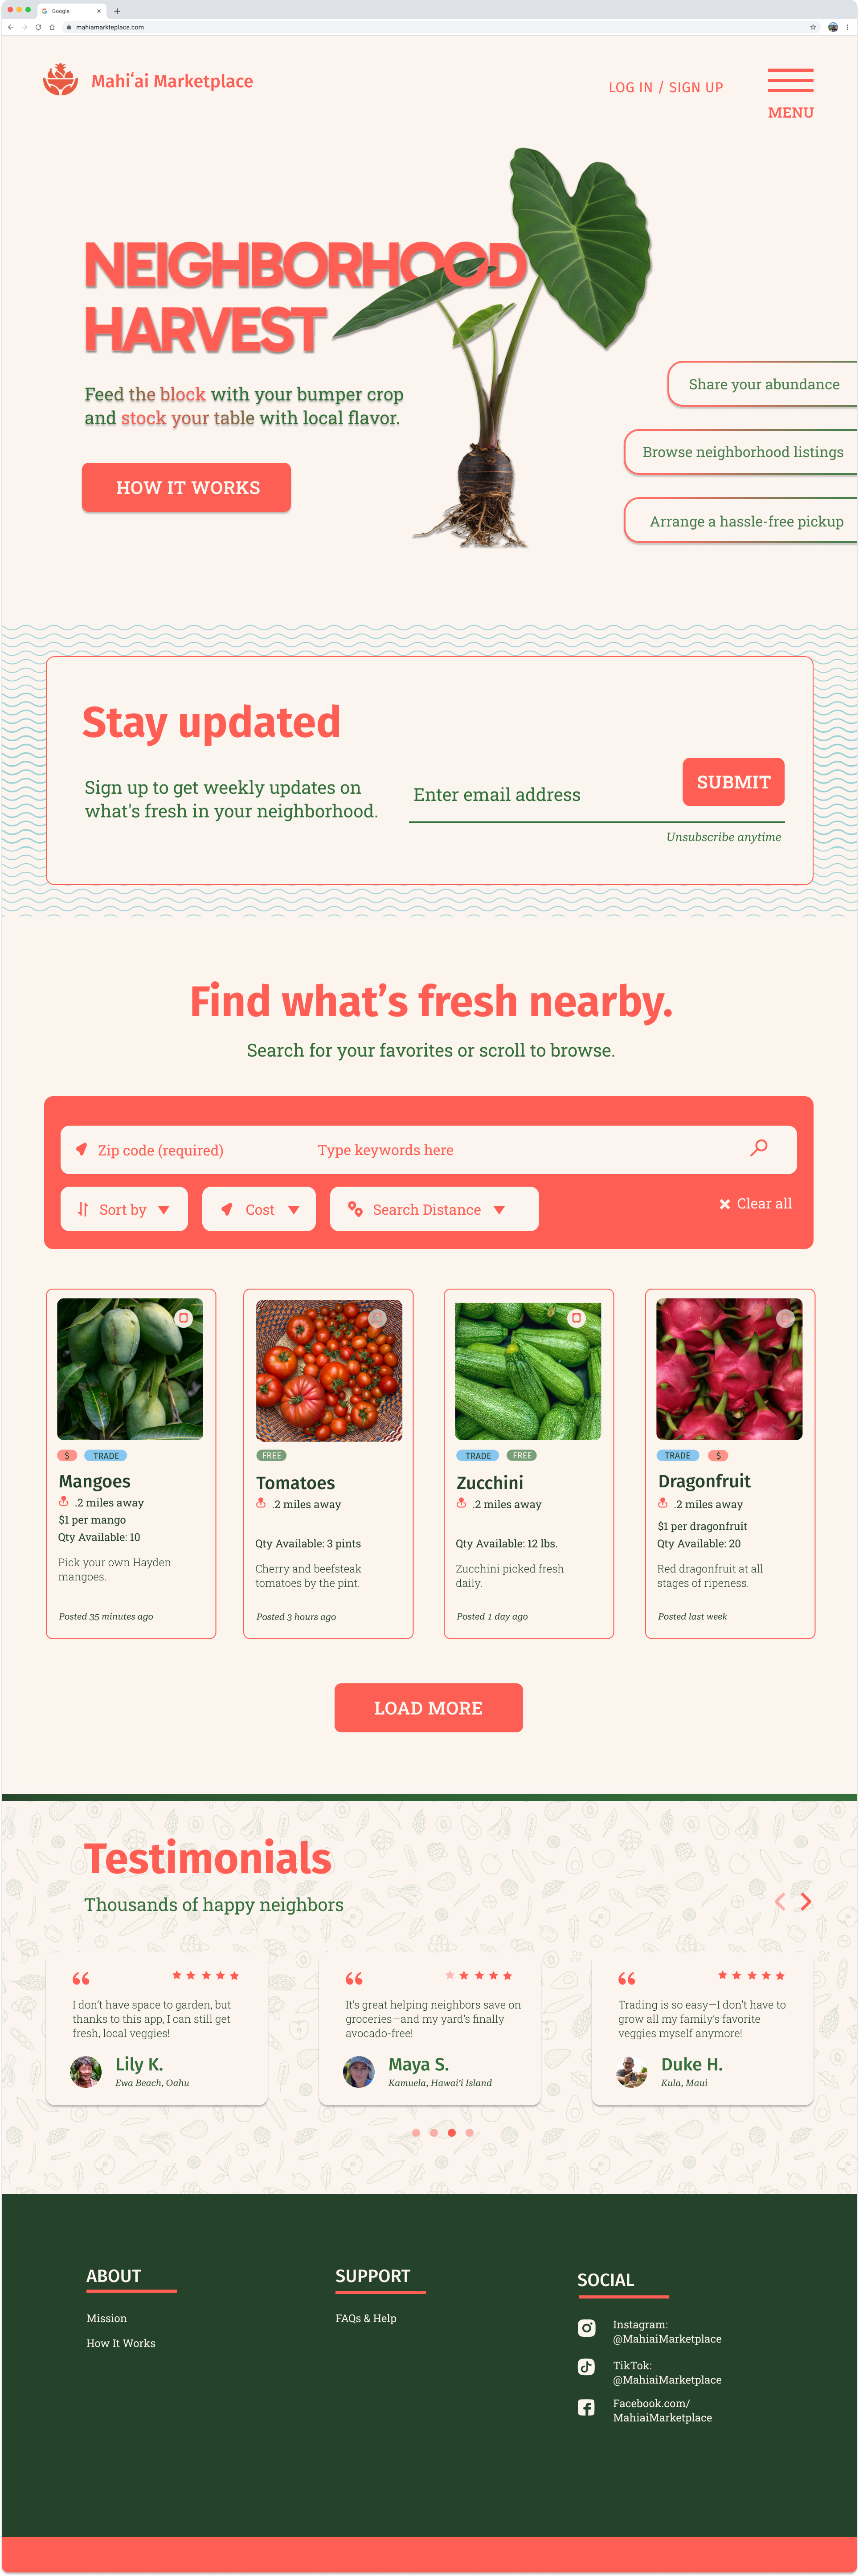 Google
mahiamarkteplace.com
Mahiʻai Marketplace
LOG IN / SIGN UP
MENU
NEIGHBORHOOD
HARVEST
Feed the block with your bumper crop
and stock your table with local flavor.
HOW IT WORKS
Share your abundance
Browse neighborhood listings
Arrange a hassle-free pickup
Stay updated
Sign up to get weekly updates on
what's fresh in your neighborhood.
Enter email address
SUBMIT
Unsubscribe anytime
Find what’s fresh nearby.
Search for your favorites or scroll to browse.
Zip code (required)
Type keywords here
Sort by
Cost
Search Distance
Clear all
$
TRADE
Mangoes
.2 miles away
$1 per mango
Qty Available: 10
Pick your own Hayden
mangoes.
Posted 35 minutes ago
FREE
Tomatoes
.2 miles away
Qty Available: 3 pints
Cherry and beefsteak
tomatoes by the pint.
Posted 3 hours ago
TRADE
FREE
Zucchini
.2 miles away
Qty Available: 12 lbs.
Zucchini picked fresh
daily.
Posted 1 day ago
TRADE
$
Dragonfruit
.2 miles away
$1 per dragonfruit
Qty Available: 20
Red dragonfruit at all
stages of ripeness.
Posted last week
LOAD MORE
Testimonials
Thousands of happy neighbors
“
I don’t have space to garden, but
thanks to this app, I can still get
fresh, local veggies!
Lily K.
Ewa Beach, Oahu
“
It’s great helping neighbors save on
groceries—and my yard’s finally
avocado-free!
Maya S.
Kamuela, Hawai’i Island
“
Trading is so easy—I don’t have to
grow all my family’s favorite
veggies myself anymore!
Duke H.
Kula, Maui
ABOUT
Mission
How It Works
SUPPORT
FAQs & Help
SOCIAL
Instagram:
@MahiaiMarketplace
TikTok:
@MahiaiMarketplace
Facebook.com/
MahiaiMarketplace